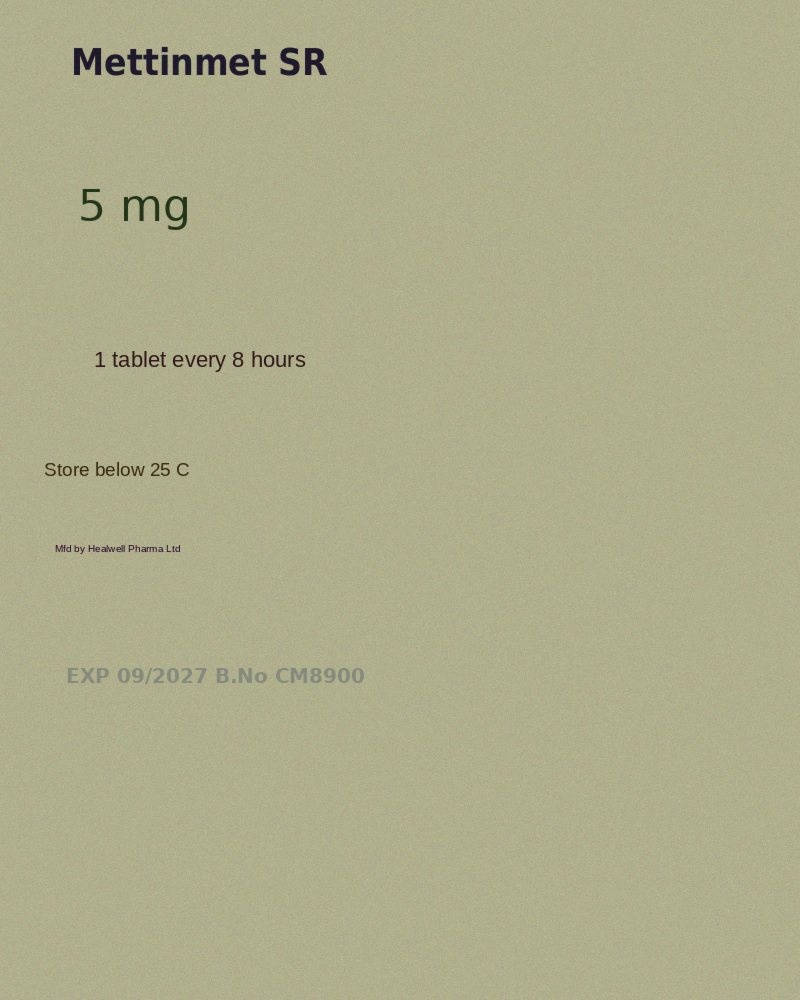 Mettinmet SR
5 mg
1 tablet every 8 hours
Store below 25 C
Mfd by Healwell Pharma Ltd
EXP 09/2027 B.No CM8900